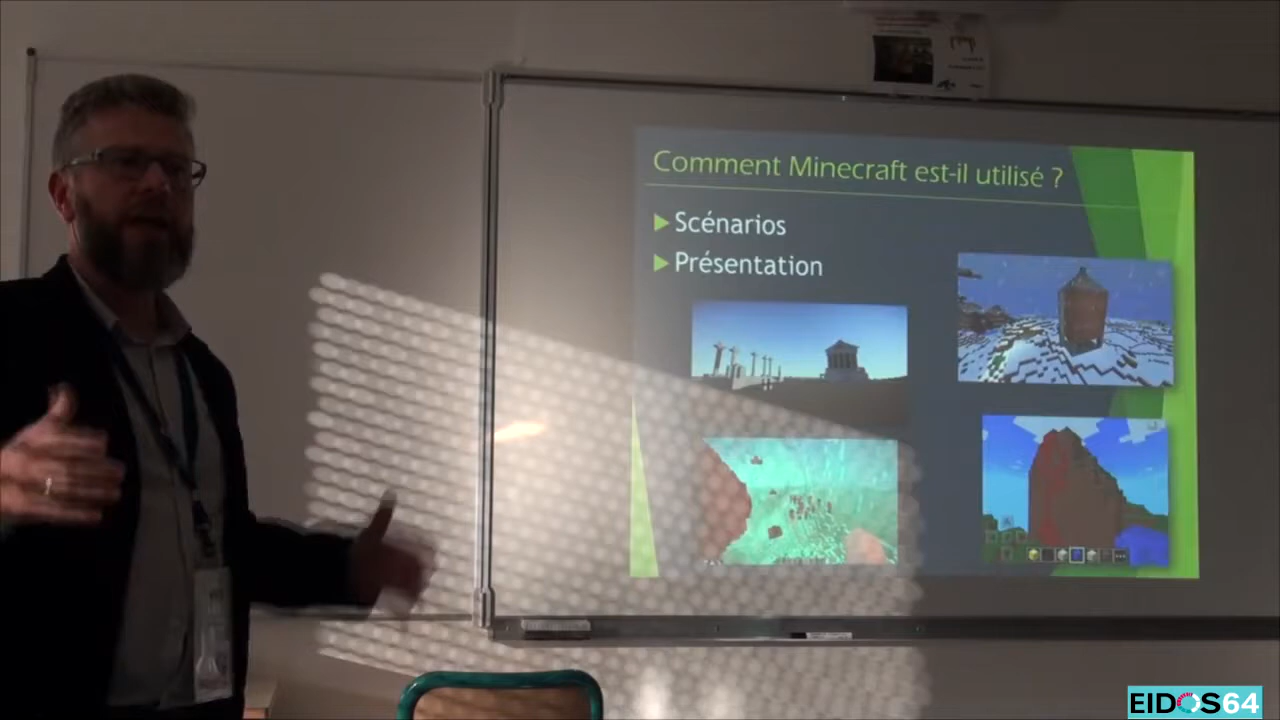 Comment Minecraft est-il utilisé ?
Scénarios
Présentation
EIDOS64